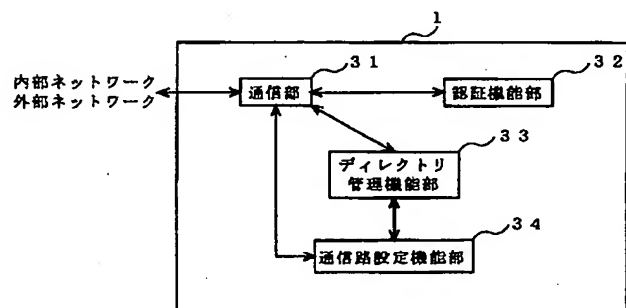 1
内部ネットワーク
外部ネットワーク
通信部
31
認証機能部
32
ディレクトリ
管理機能部
33
通信路設定機能部
34